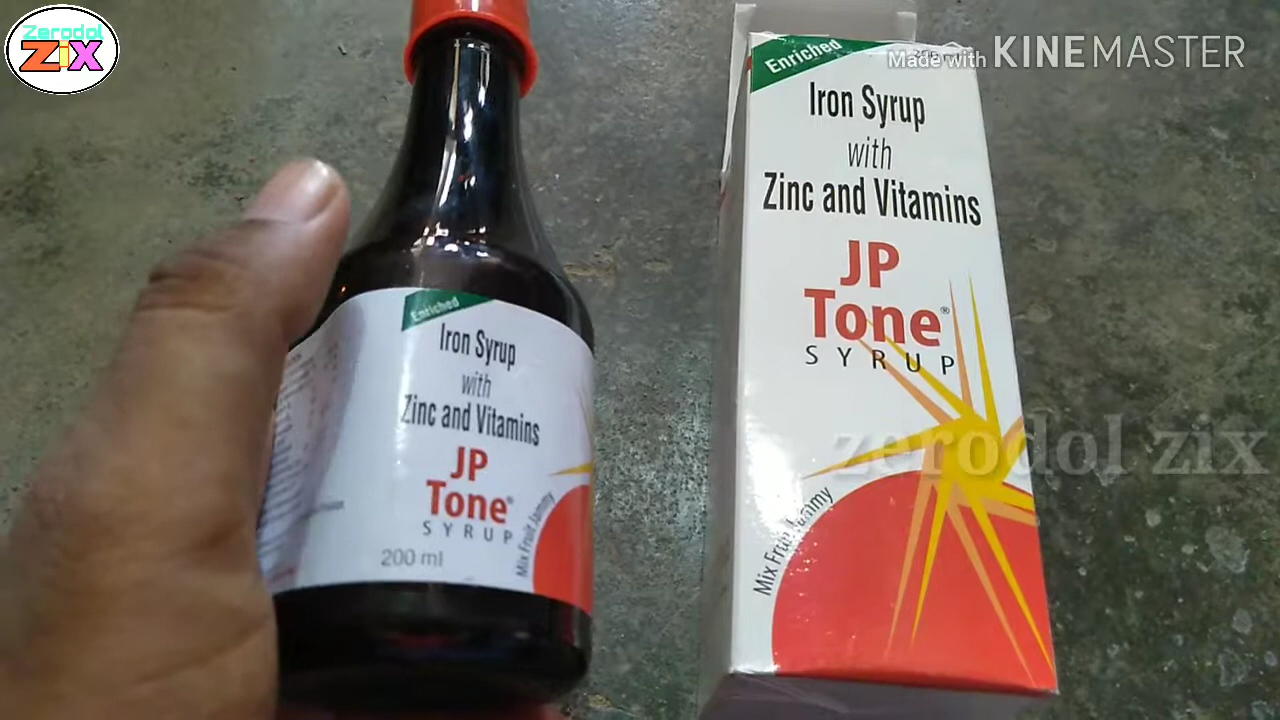 Zerodol
ZiX
Made with KINEMASTER
Enriched
Iron Syrup
with
Zinc and Vitamins
JP
Tone®
SYRUP
200 ml
Mix Fruit Jammy
Enriched
Iron Syrup
with
Zinc and Vitamins
JP
Tone®
SYRUP
Mix Fruit Jammy
zerodol zix